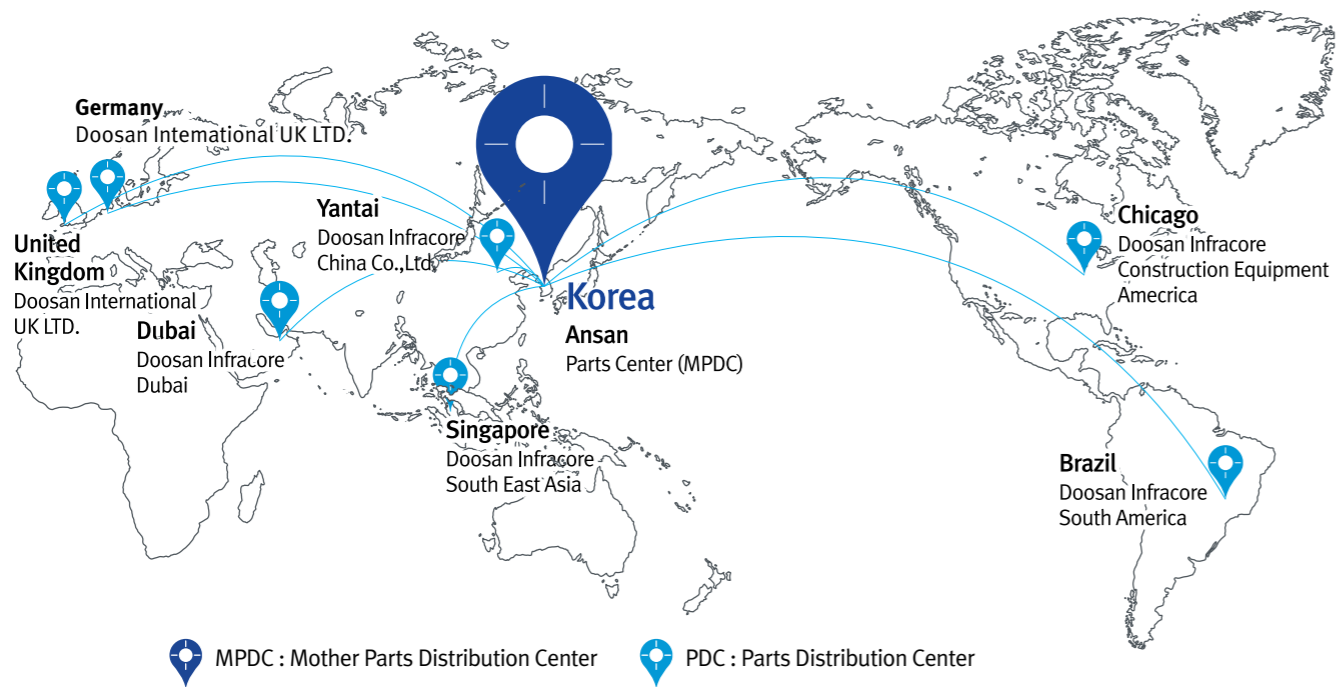 Germany
Doosan International UK LTD.
United
Kingdom
Doosan International
UK LTD.
Yantai
Doosan Infracore
China Co.,Ltd.
Dubai
Doosan Infracore
Dubai
Korea
Ansan
Parts Center (MPDC)
Singapore
Doosan Infracore
South East Asia
Chicago
Doosan Infracore
Construction Equipment
Amecrica
Brazil
Doosan Infracore
South America
MPDC : Mother Parts Distribution Center
PDC : Parts Distribution Center